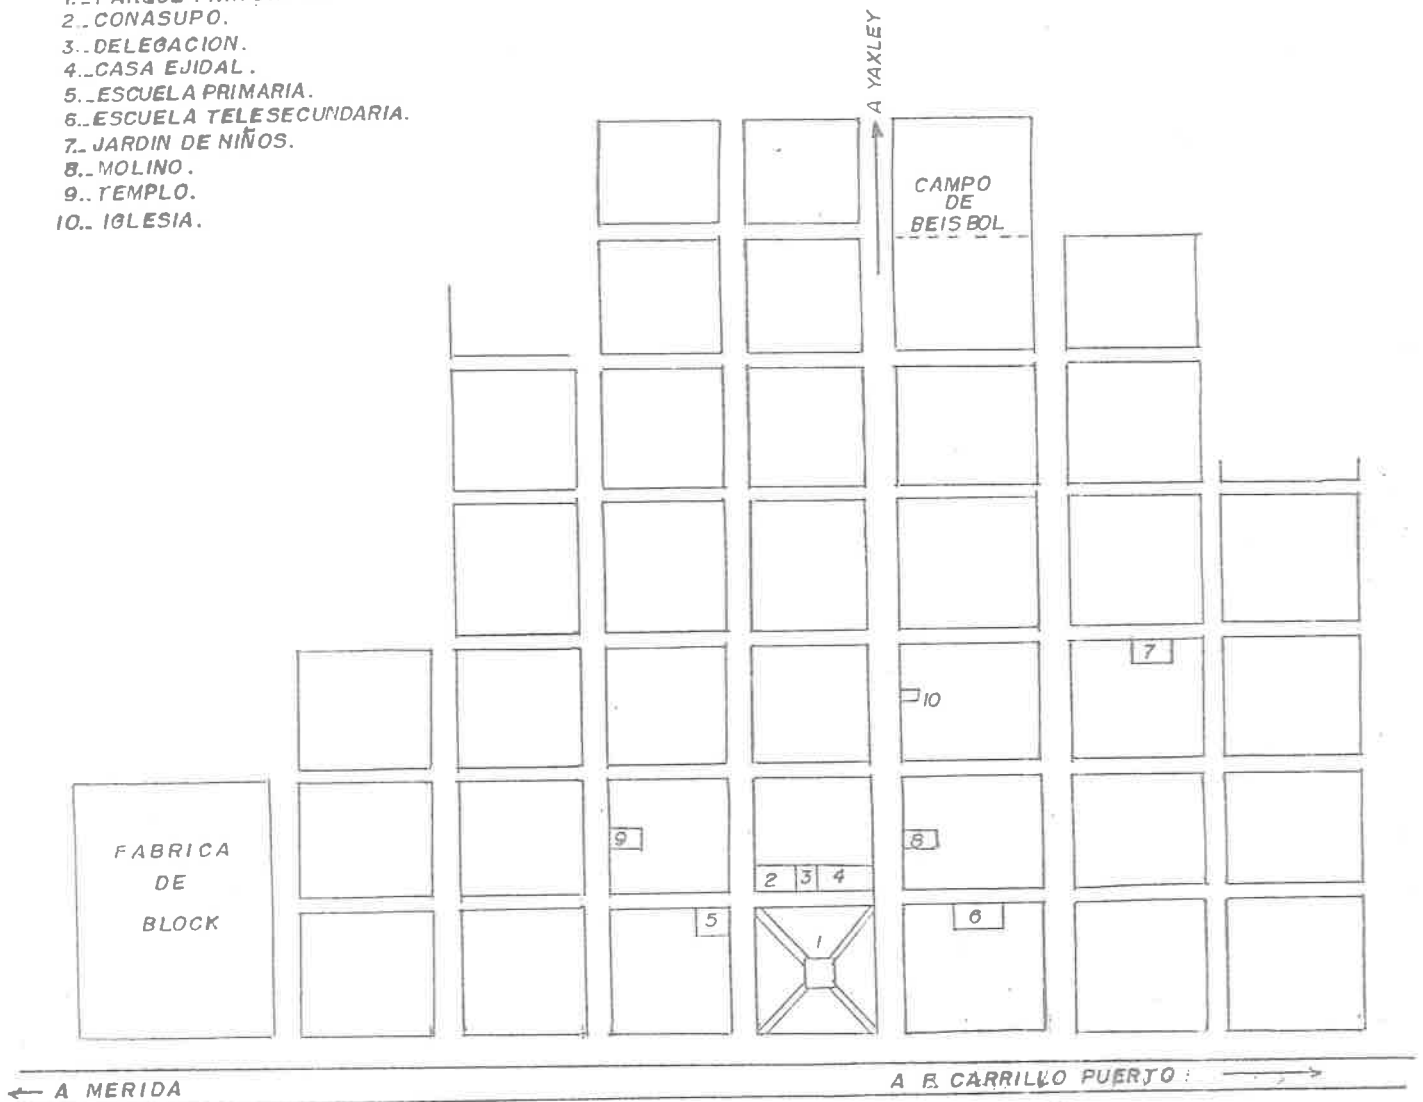 2.-CONASUPO.
3.-DELEGACION.
4.-CASA EJIDAL.
5.-ESCUELA PRIMARIA.
6.-ESCUELA TELESECUNDARIA.
7.-JARDIN DE NIÑOS.
8.-MOLINO.
9.-TEMPLO.
10.-IGLESIA.
A YAXLEY
CAMPO
DE
BEISBOL
7
10
FABRICA
DE
BLOCK
9
8
2 3 4
5
1
6
← A MERIDA
A F. CARRILLO PUERTO: →